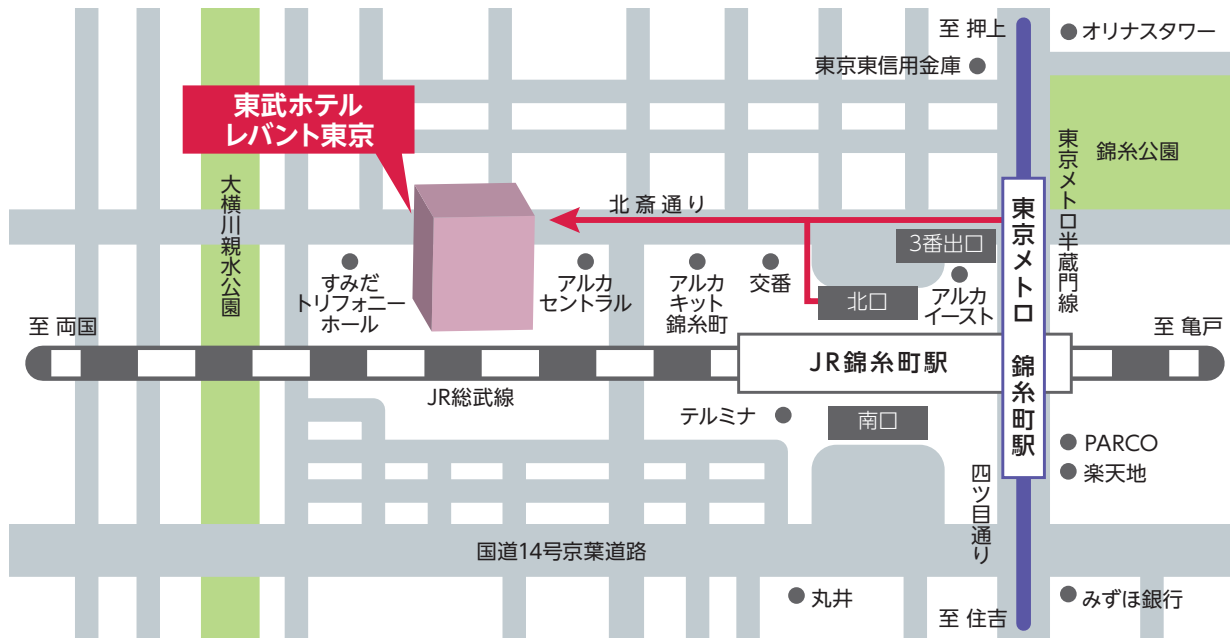 至 押上
オリナスタワー
東京東信用金庫
東武ホテル
レバント東京
錦糸公園
東京メトロ半蔵門線
大横川親水公園
北斎通り
東京メトロ 錦糸町駅
3番出口
すみだ
トリフォニー
ホール
アルカ
セントラル
アルカ
キット
錦糸町
交番
北口
アルカ
イースト
至 両国
至 亀戸
JR錦糸町駅
JR総武線
テルミナ
南口
PARCO
楽天地
四ツ目通り
国道14号京葉道路
丸井
みずほ銀行
至 住吉